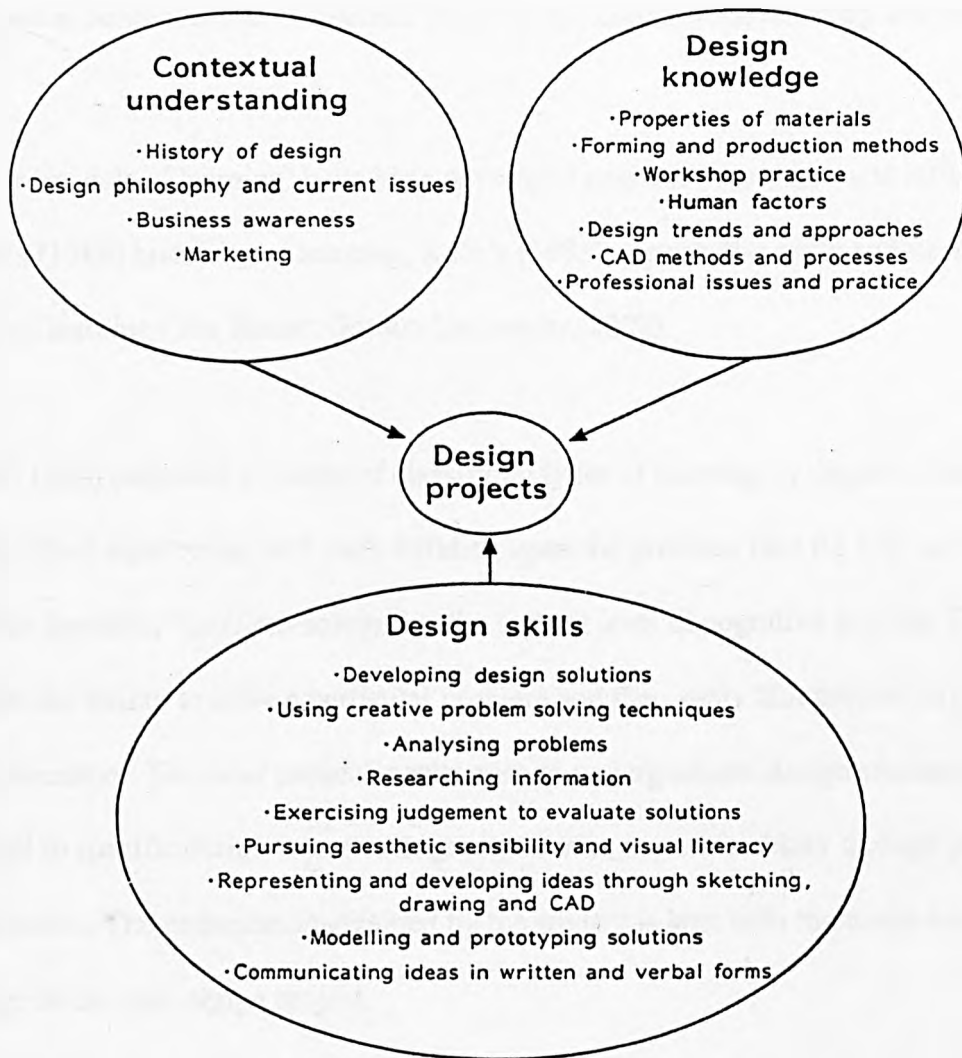 Contextual
understanding
·History of design
·Design philosophy and current issues
·Business awareness
·Marketing
Design
knowledge
·Properties of materials
·Forming and production methods
·Workshop practice
·Human factors
·Design trends and approaches
·CAD methods and processes
·Professional issues and practice
Design
projects
Design skills
·Developing design solutions
·Using creative problem solving techniques
·Analysing problems
·Researching information
·Exercising judgement to evaluate solutions
·Pursuing aesthetic sensibility and visual literacy
·Representing and developing ideas through sketching,
drawing and CAD
·Modelling and prototyping solutions
·Communicating ideas in written and verbal forms